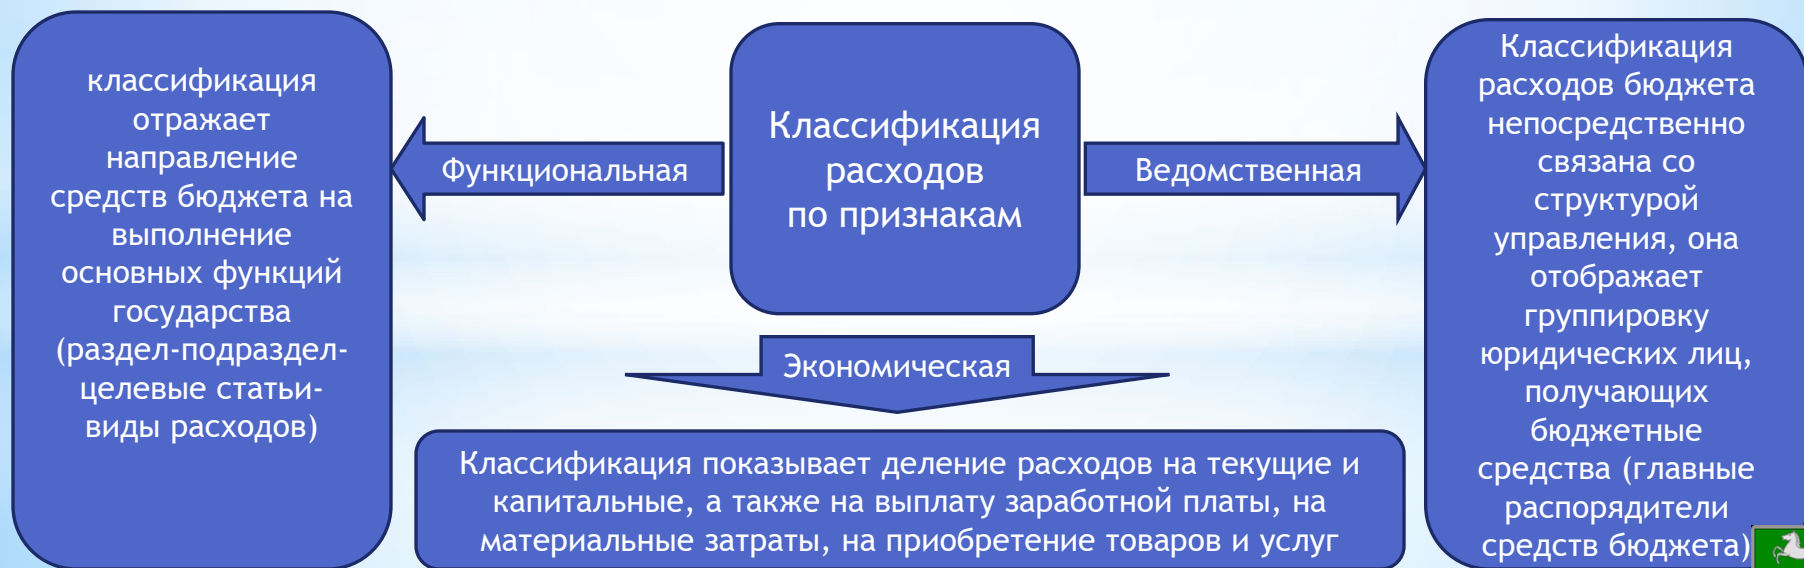 классификация
отражает
направление
средств бюджета на
выполнение
основных функций
государства
(раздел-подраздел-
целевые статьи-
виды расходов)
Функциональная
Классификация
расходов
по признакам
Ведомственная
Экономическая
Классификация показывает деление расходов на текущие и
капитальные, а также на выплату заработной платы, на
материальные затраты, на приобретение товаров и услуг
Классификация
расходов бюджета
непосредственно
связана со
структурой
управления, она
отображает
группировку
юридических лиц,
получающих
бюджетные
средства (главные
распорядители
средств бюджета)